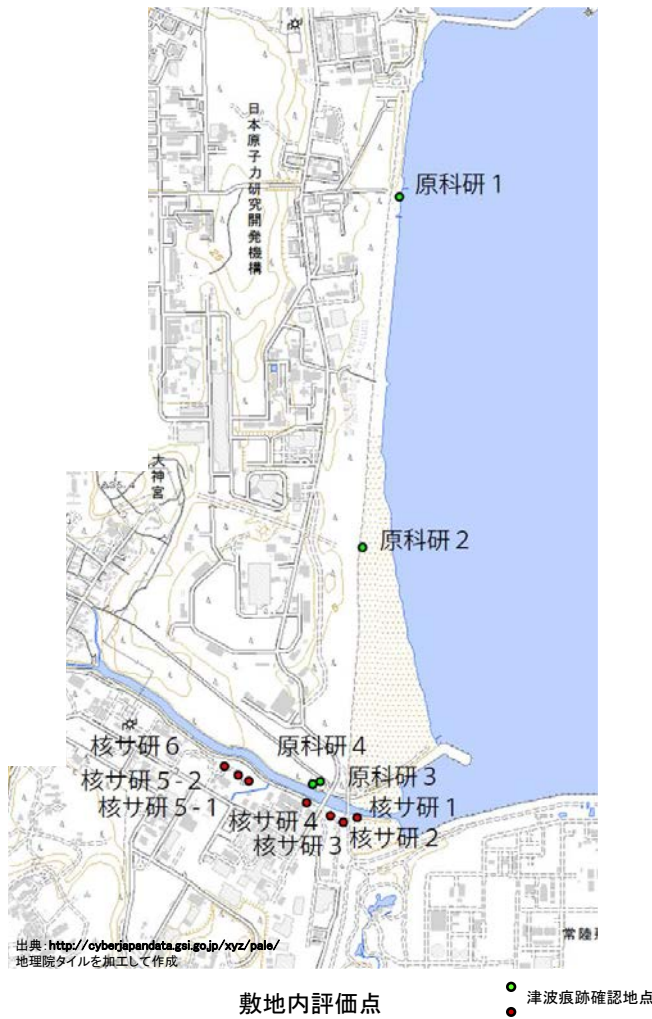 日本原子力研究開発機構
原科研1
大神宮
原科研2
核サ研6
原科研4
核サ研5-2
原科研3
核サ研5-1
核サ研1
核サ研4
核サ研2
核サ研3
出典:http://cyberjapandata.gsi.go.jp/xyz/pale/
地理院タイルを加工して作成
常陸
敷地内評価点
津波痕跡確認地点